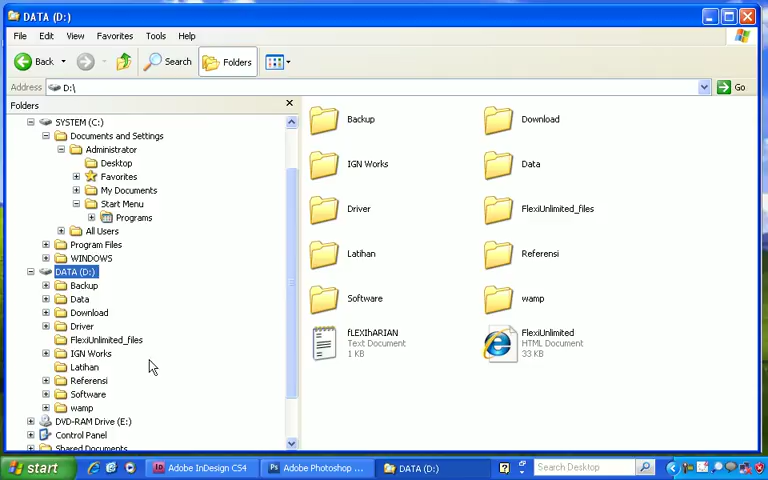 DATA (D:)
File Edit View Favorites Tools Help
Back Search Folders
Address D:\ Go
Folders
SYSTEM (C:)
Documents and Settings
Administrator
Desktop
Favorites
My Documents
Start Menu
Programs
All Users
Program Files
WINDOWS
DATA (D:)
Backup
Data
Download
Driver
FlexiUnlimited_files
IGN Works
Latihan
Referensi
Software
wamp
DVD-RAM Drive (E:)
Control Panel
Shared Documents
Backup Download
IGN Works Data
Driver FlexiUnlimited_files
Latihan Referensi
Software wamp
fLEXIhARIAN
Text Document
1 KB
FlexiUnlimited
HTML Document
33 KB
start Adobe InDesign CS4 Adobe Photoshop ... DATA (D:) Search Desktop